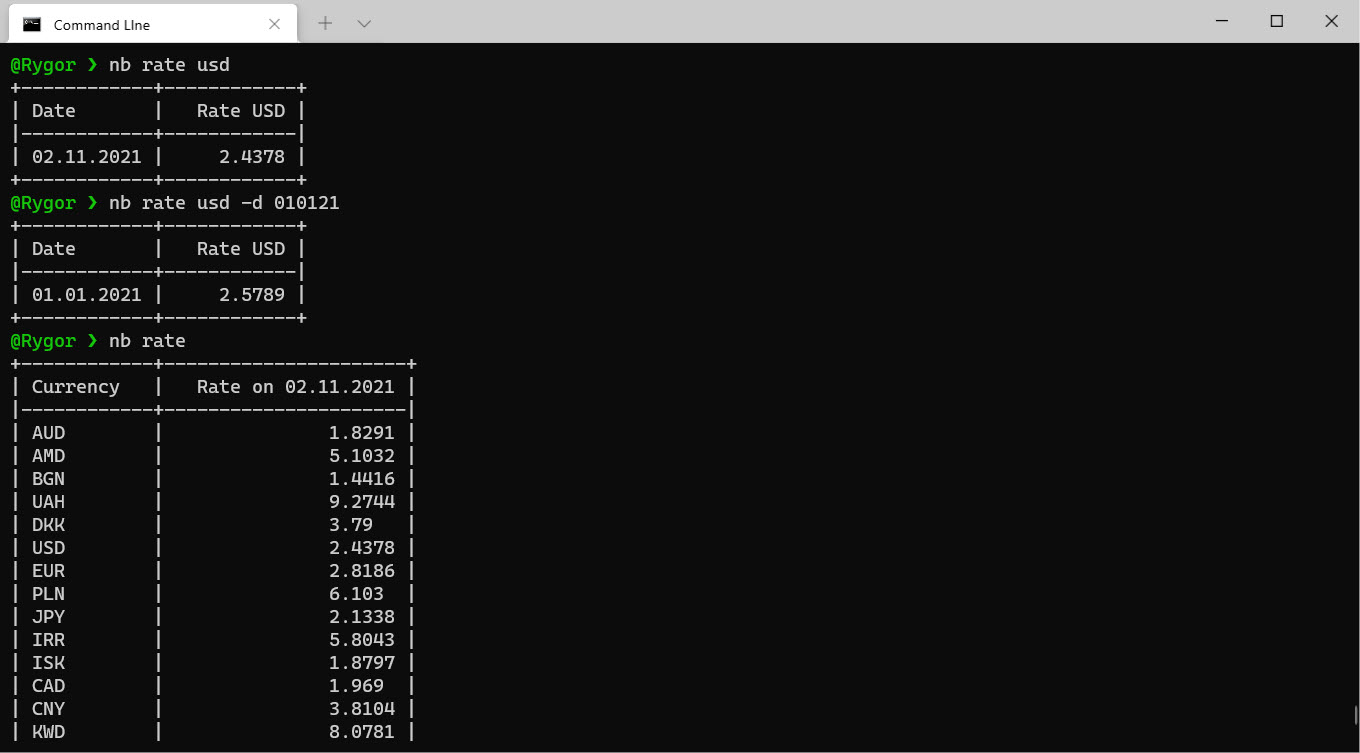 Command LIne
@Rygor ❯ nb rate usd
+------------+------------+
| Date       |   Rate USD |
|------------+------------|
| 02.11.2021 |     2.4378 |
+------------+------------+
@Rygor ❯ nb rate usd -d 010121
+------------+------------+
| Date       |   Rate USD |
|------------+------------|
| 01.01.2021 |     2.5789 |
+------------+------------+
@Rygor ❯ nb rate
+------------+----------------------+
| Currency   |   Rate on 02.11.2021 |
|------------+----------------------|
| AUD        |               1.8291 |
| AMD        |               5.1032 |
| BGN        |               1.4416 |
| UAH        |               9.2744 |
| DKK        |               3.79   |
| USD        |               2.4378 |
| EUR        |               2.8186 |
| PLN        |               6.103  |
| JPY        |               2.1338 |
| IRR        |               5.8043 |
| ISK        |               1.8797 |
| CAD        |               1.969  |
| CNY        |               3.8104 |
| KWD        |               8.0781 |